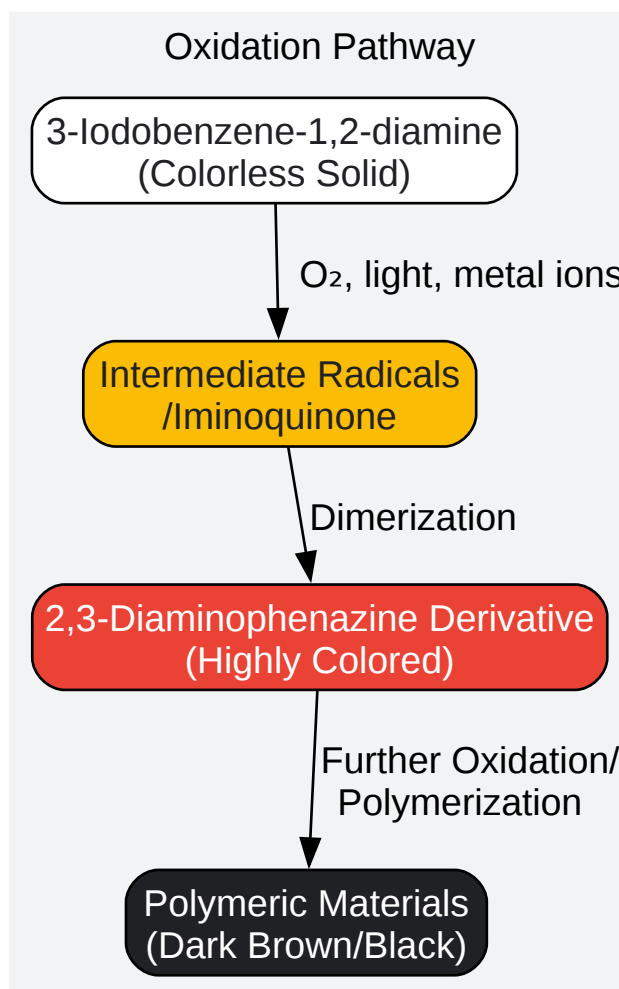 Oxidation Pathway
3-Iodobenzene-1,2-diamine
(Colorless Solid)
O₂, light, metal ions
Intermediate Radicals
/Iminoquinone
Dimerization
2,3-Diaminophenazine Derivative
(Highly Colored)
Further Oxidation/
Polymerization
Polymeric Materials
(Dark Brown/Black)